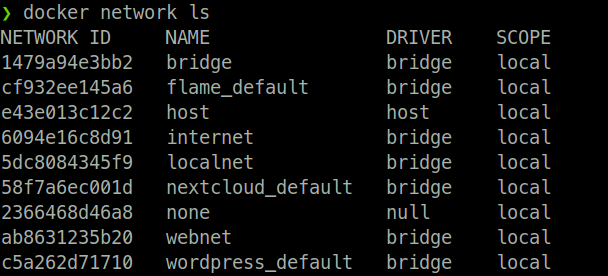 ❯ docker network ls
NETWORK ID     NAME                DRIVER    SCOPE
1479a94e3bb2   bridge              bridge    local
cf932ee145a6   flame_default       bridge    local
e43e013c12c2   host                host      local
6094e16c8d91   internet            bridge    local
5dc8084345f9   localnet            bridge    local
58f7a6ec001d   nextcloud_default   bridge    local
2366468d46a8   none                null      local
ab8631235b20   webnet              bridge    local
c5a262d71710   wordpress_default   bridge    local